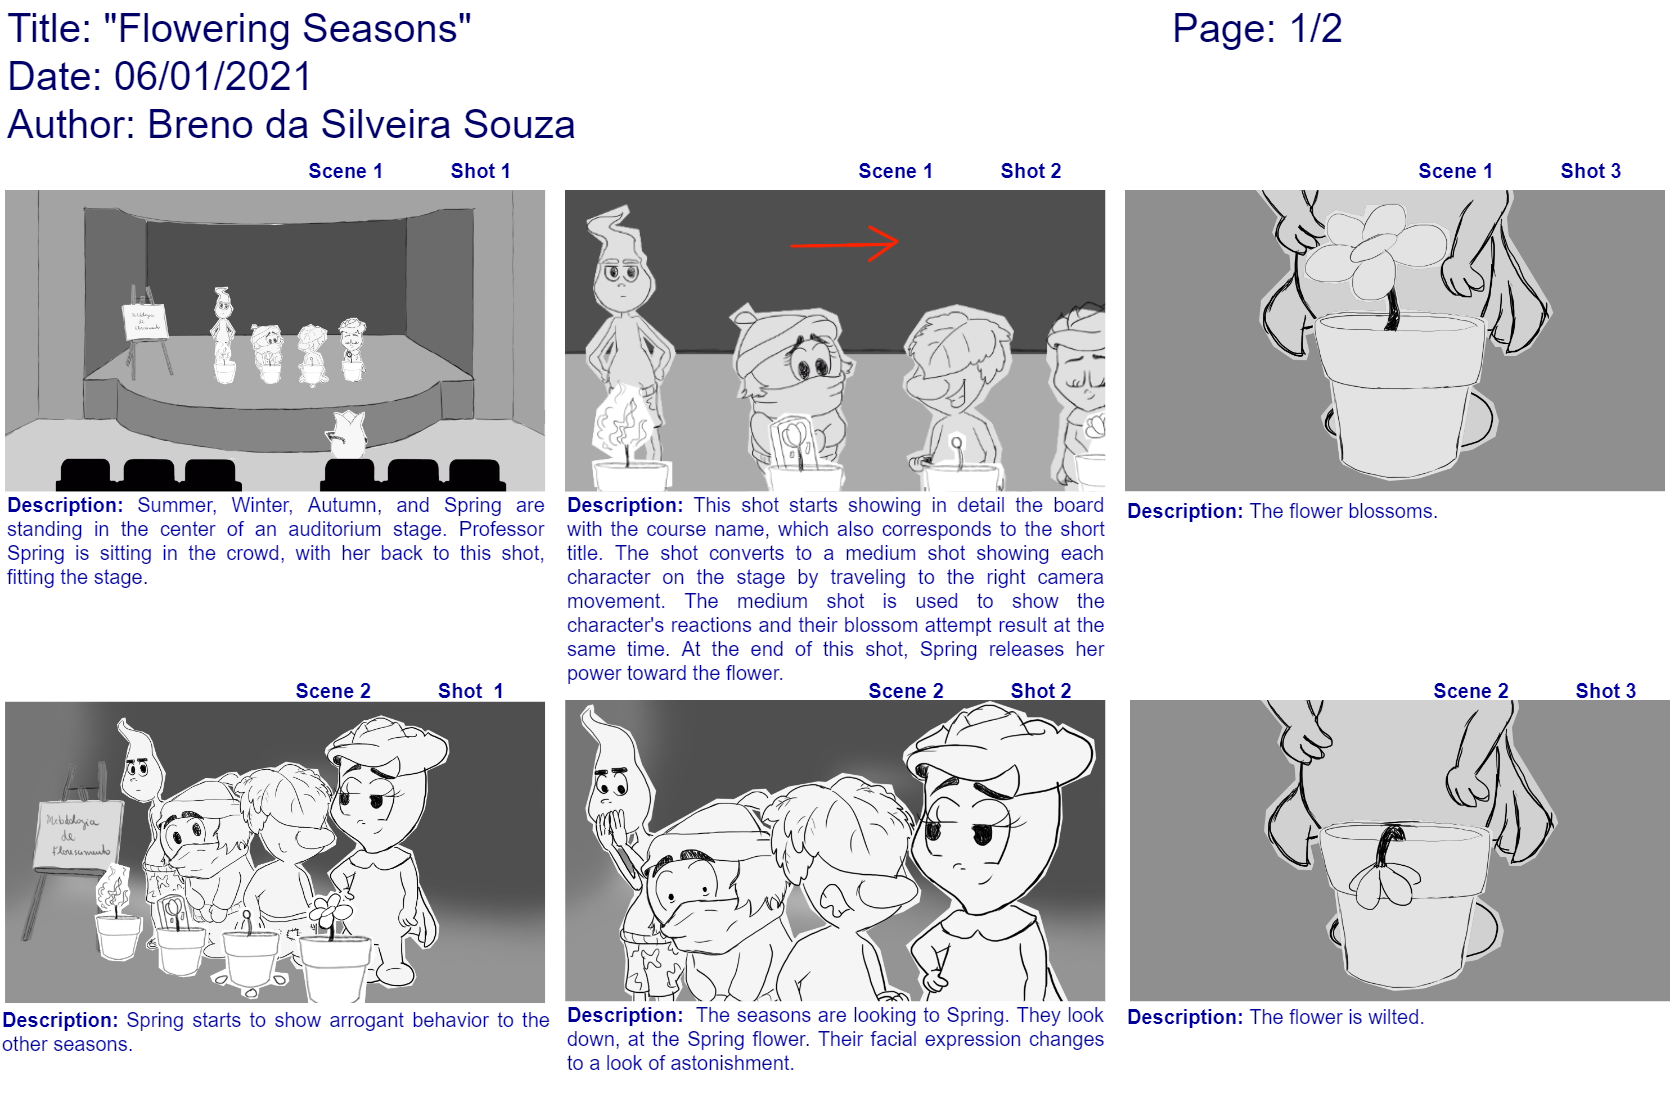 Title: "Flowering Seasons"
Page: 1/2
Date: 06/01/2021
Author: Breno da Silveira Souza
Scene 1 Shot 1
Scene 1 Shot 2
Scene 1 Shot 3
Description: Summer, Winter, Autumn, and Spring are
standing in the center of an auditorium stage. Professor
Spring is sitting in the crowd, with her back to this shot,
fitting the stage.
Description: This shot starts showing in detail the board
with the course name, which also corresponds to the short
title. The shot converts to a medium shot showing each
character on the stage by traveling to the right camera
movement. The medium shot is used to show the
character's reactions and their blossom attempt result at the
same time. At the end of this shot, Spring releases her
power toward the flower.
Description: The flower blossoms.
Scene 2 Shot 1
Scene 2 Shot 2
Scene 2 Shot 3
de
Description: Spring starts to show arrogant behavior to the
other seasons.
Description: The seasons are looking to Spring. They look
down, at the Spring flower. Their facial expression changes
to a look of astonishment.
Description: The flower is wilted.